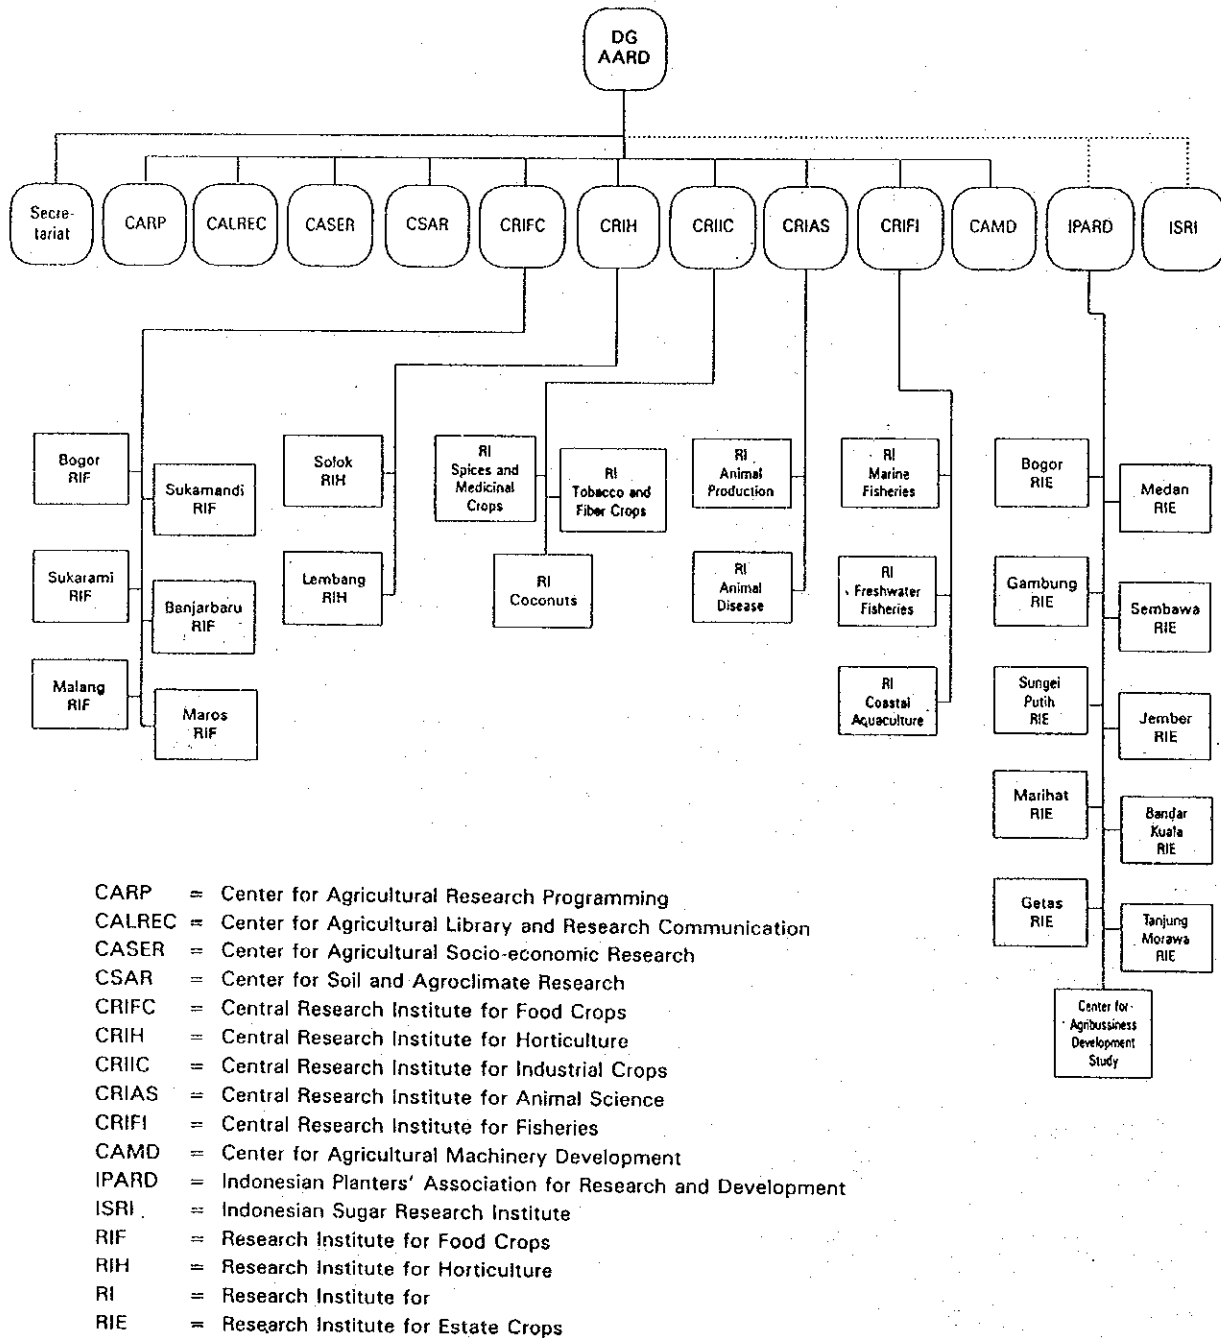 DG
AARD
Secre-
tariat
CARP
CALREC
CASER
CSAR
CRIFC
CRIH
CRIIC
CRIAS
CRIFI
CAMD
IPARD
ISRI
Bogor
RIF
Sukamandi
RIF
Sukarami
RIF
Banjarbaru
RIF
Malang
RIF
Maros
RIF
Solok
RIH
Lembang
RIH
RI
Spices and
Medicinal
Crops
RI
Tobacco and
Fiber Crops
RI
Coconuts
RI
Animal
Production
RI
Animal
Disease
RI
Marine
Fisheries
RI
Freshwater
Fisheries
RI
Coastal
Aquaculture
Bogor
RIE
Medan
RIE
Gambung
RIE
Sembawa
RIE
Sungei
Putih
RIE
Jember
RIE
Marihat
RIE
Bandar
Kuala
RIE
Getas
RIE
Tanjung
Morawa
RIE
Center for
Agribussiness
Development
Study
CARP = Center for Agricultural Research Programming
CALREC = Center for Agricultural Library and Research Communication
CASER = Center for Agricultural Socio-economic Research
CSAR = Center for Soil and Agroclimate Research
CRIFC = Central Research Institute for Food Crops
CRIH = Central Research Institute for Horticulture
CRIIC = Central Research Institute for Industrial Crops
CRIAS = Central Research Institute for Animal Science
CRIFI = Central Research Institute for Fisheries
CAMD = Center for Agricultural Machinery Development
IPARD = Indonesian Planters' Association for Research and Development
ISRI = Indonesian Sugar Research Institute
RIF = Research Institute for Food Crops
RIH = Research Institute for Horticulture
RI = Research Institute for
RIE = Research Institute for Estate Crops